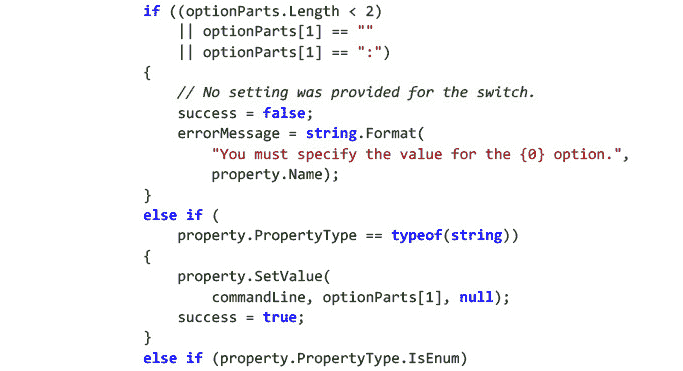 if ((optionParts.Length < 2)
|| optionParts[1] == ""
|| optionParts[1] == ":")
{
// No setting was provided for the switch.
success = false;
errorMessage = string.Format(
"You must specify the value for the {0} option.",
property.Name);
}
else if (
property.PropertyType == typeof(string))
{
property.SetValue(
commandLine, optionParts[1], null);
success = true;
}
else if (property.PropertyType.IsEnum)